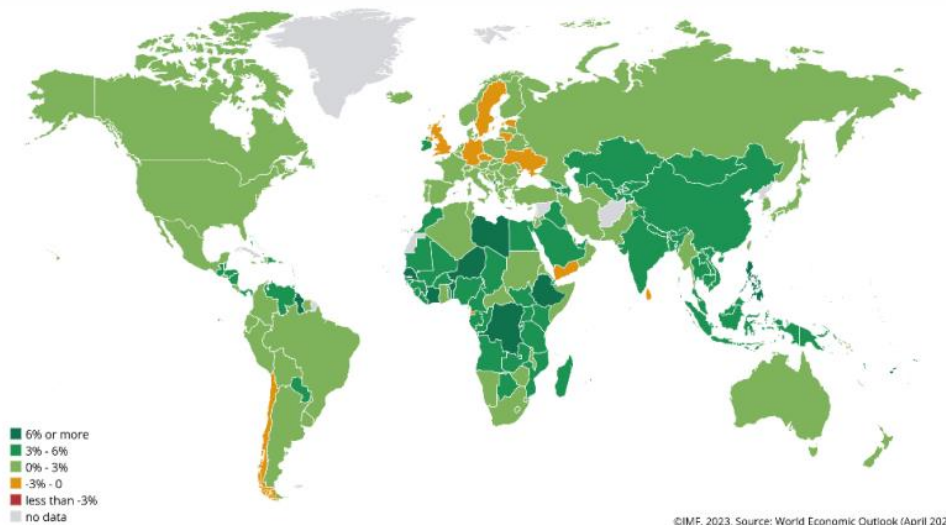 6% or more
3% - 6%
0% - 3%
-3% - 0
less than -3%
no data
©IMF, 2023, Source: World Economic Outlook (April 202